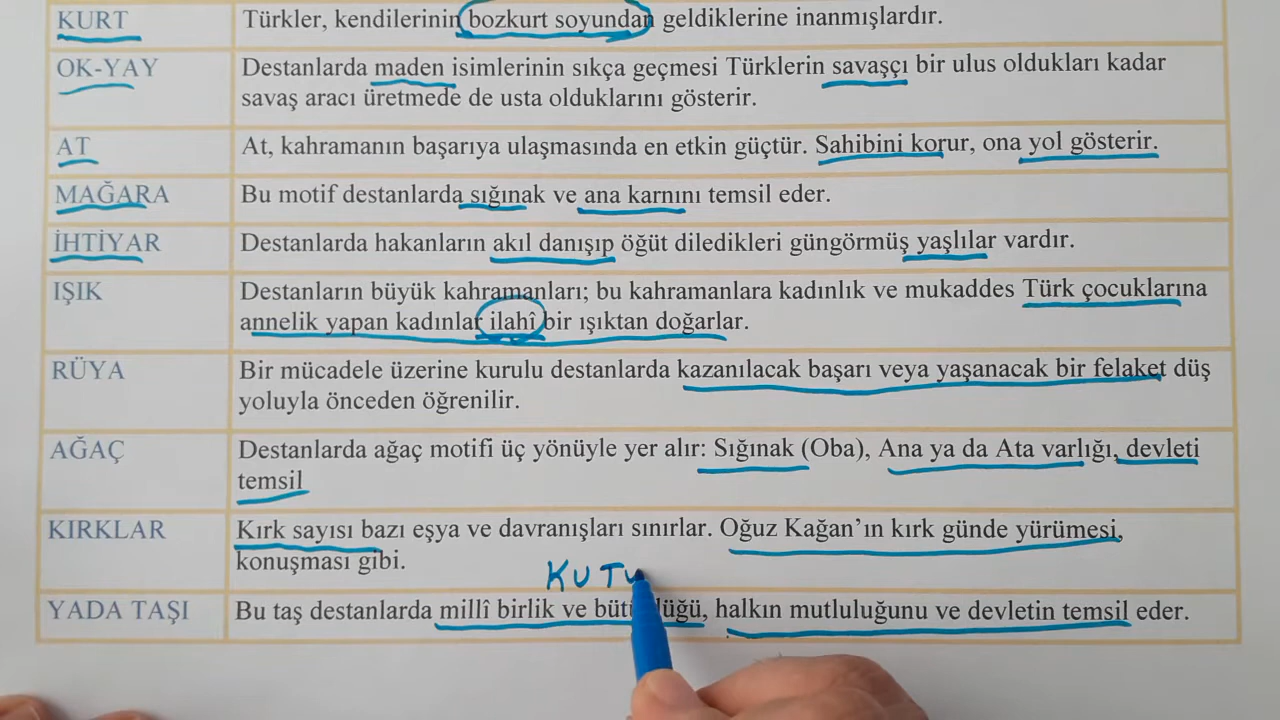 KURT Türkler, kendilerinin bozkurt soyundan geldiklerine inanmışlardır.
OK-YAY Destanlarda maden isimlerinin sıkça geçmesi Türklerin savaşçı bir ulus oldukları kadar
savaş aracı üretmede de usta olduklarını gösterir.
AT At, kahramanın başarıya ulaşmasında en etkin güçtür. Sahibini korur, ona yol gösterir.
MAĞARA Bu motif destanlarda sığınak ve ana karnını temsil eder.
İHTİYAR Destanlarda hakanların akıl danışıp öğüt diledikleri güngörmüş yaşlılar vardır.
IŞIK Destanların büyük kahramanları; bu kahramanlara kadınlık ve mukaddes Türk çocuklarına
annelik yapan kadınlar ilahî bir ışıktan doğarlar.
RÜYA Bir mücadele üzerine kurulu destanlarda kazanılacak başarı veya yaşanacak bir felaket düş
yoluyla önceden öğrenilir.
AĞAÇ Destanlarda ağaç motifi üç yönüyle yer alır: Sığınak (Oba), Ana ya da Ata varlığı, devleti
temsil
KIRKLAR Kırk sayısı bazı eşya ve davranışları sınırlar. Oğuz Kağan’ın kırk günde yürümesi,
konuşması gibi.
KUTU
YADA TAŞI Bu taş destanlarda millî birlik ve bütünlüğü, halkın mutluluğunu ve devletin temsil eder.